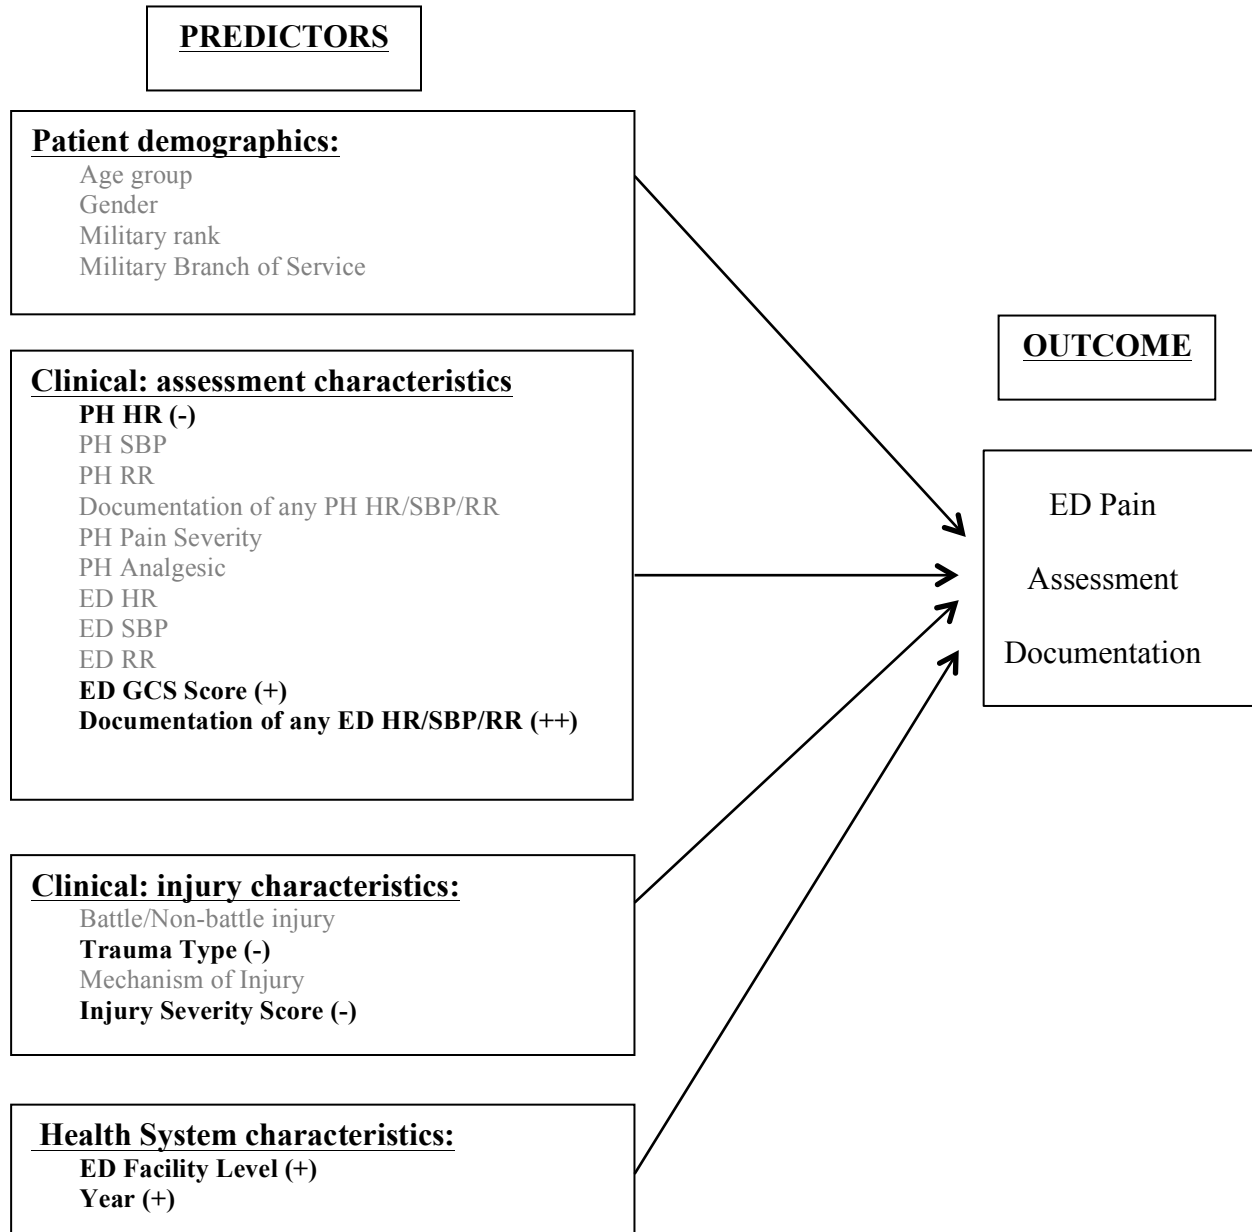 PREDICTORS
Patient demographics:
Age group
Gender
Military rank
Military Branch of Service
Clinical: assessment characteristics
PH HR (-)
PH SBP
PH RR
Documentation of any PH HR/SBP/RR
PH Pain Severity
PH Analgesic
ED HR
ED SBP
ED RR
ED GCS Score (+)
Documentation of any ED HR/SBP/RR (++)
Clinical: injury characteristics:
Battle/Non-battle injury
Trauma Type (-)
Mechanism of Injury
Injury Severity Score (-)
Health System characteristics:
ED Facility Level (+)
Year (+)
OUTCOME
ED Pain
Assessment
Documentation